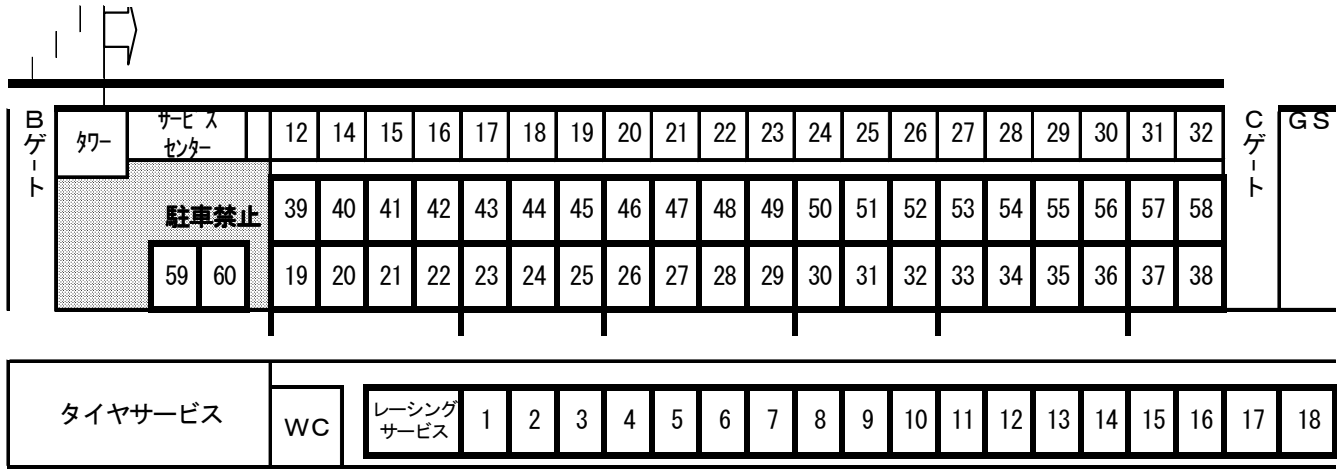 Bゲート
タワー
サービス
センター
12 14 15 16 17 18 19 20 21 22 23 24 25 26 27 28 29 30 31 32
Cゲート
GS
駐車禁止
39 40 41 42 43 44 45 46 47 48 49 50 51 52 53 54 55 56 57 58
59 60 19 20 21 22 23 24 25 26 27 28 29 30 31 32 33 34 35 36 37 38
タイヤサービス
WC
レーシング
サービス
1 2 3 4 5 6 7 8 9 10 11 12 13 14 15 16 17 18